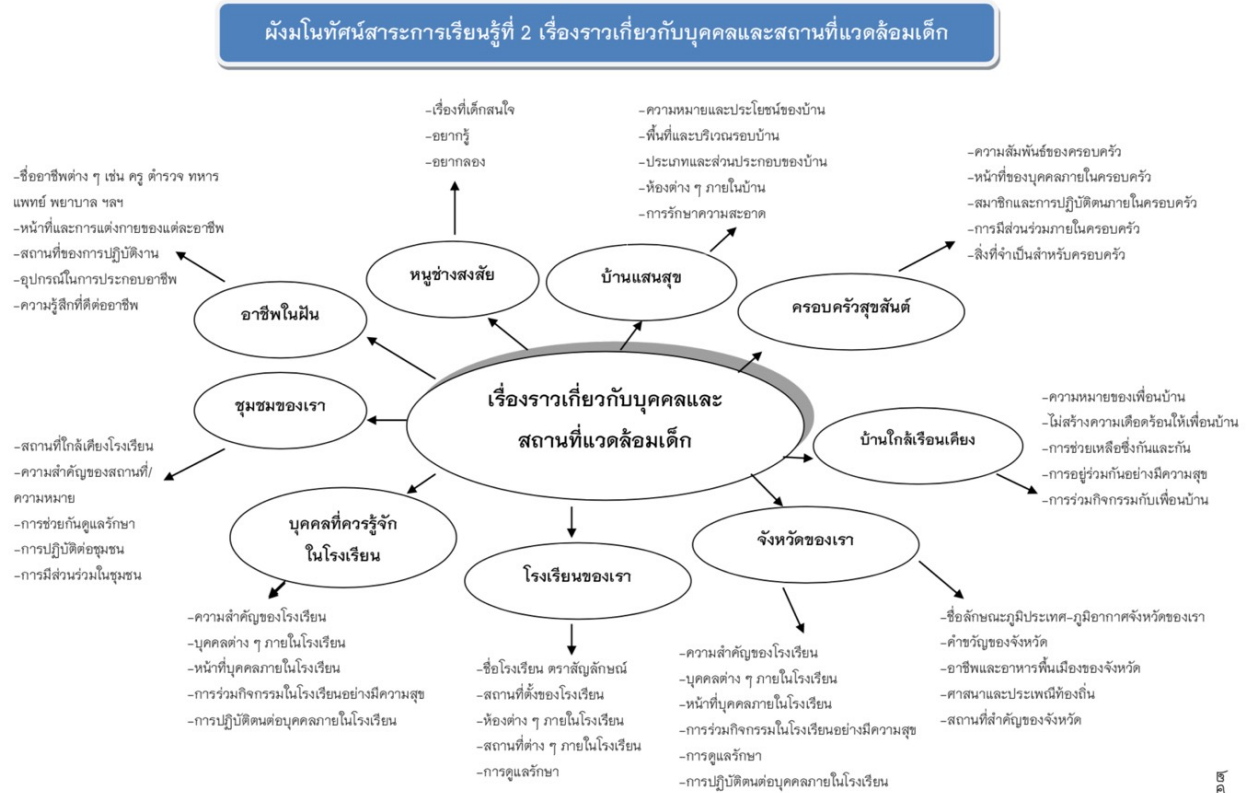 ผังมโนทัศน์สาระการเรียนรู้ที่ 2 เรื่องราวเกี่ยวกับบุคคลและสถานที่แวดล้อมเด็ก
-เรื่องที่เด็กสนใจ
-อยากรู้
-อยากลอง
หนูช่างสงสัย
-ความหมายและประโยชน์ของบ้าน
-พื้นที่และบริเวณรอบบ้าน
-ประเภทและส่วนประกอบของบ้าน
-ห้องต่าง ๆ ภายในบ้าน
-การรักษาความสะอาด
บ้านแสนสุข
-ความสัมพันธ์ของครอบครัว
-หน้าที่ของบุคคลภายในครอบครัว
-สมาชิกและการปฏิบัติตนภายในครอบครัว
-การมีส่วนร่วมภายในครอบครัว
-สิ่งที่จำเป็นสำหรับครอบครัว
ครอบครัวสุขสันต์
-ชื่ออาชีพต่าง ๆ เช่น ครู ตำรวจ ทหาร
แพทย์ พยาบาล ฯลฯ
-หน้าที่และการแต่งกายของแต่ละอาชีพ
-สถานที่ของการปฏิบัติงาน
-อุปกรณ์ในการประกอบอาชีพ
-ความรู้สึกที่ดีต่ออาชีพ
อาชีพในฝัน
เรื่องราวเกี่ยวกับบุคคลและ
สถานที่แวดล้อมเด็ก
ชุมชมของเรา
-สถานที่ใกล้เคียงโรงเรียน
-ความสำคัญของสถานที่/
ความหมาย
-การช่วยกันดูแลรักษา
-การปฏิบัติต่อชุมชน
-การมีส่วนร่วมในชุมชน
บ้านใกล้เรือนเคียง
-ความหมายของเพื่อนบ้าน
-ไม่สร้างความเดือดร้อนให้เพื่อนบ้าน
-การช่วยเหลือซึ่งกันและกัน
-การอยู่ร่วมกันอย่างมีความสุข
-การร่วมกิจกรรมกับเพื่อนบ้าน
บุคคลที่ควรรู้จัก
ในโรงเรียน
-ความสำคัญของโรงเรียน
-บุคคลต่าง ๆ ภายในโรงเรียน
-หน้าที่บุคคลภายในโรงเรียน
-การร่วมกิจกรรมในโรงเรียนอย่างมีความสุข
-การปฏิบัติตนต่อบุคคลภายในโรงเรียน
โรงเรียนของเรา
-ชื่อโรงเรียน ตราสัญลักษณ์
-สถานที่ตั้งของโรงเรียน
-ห้องต่าง ๆ ภายในโรงเรียน
-สถานที่ต่าง ๆ ภายในโรงเรียน
-การดูแลรักษา
จังหวัดของเรา
-ความสำคัญของโรงเรียน
-บุคคลต่าง ๆ ภายในโรงเรียน
-หน้าที่บุคคลภายในโรงเรียน
-การร่วมกิจกรรมในโรงเรียนอย่างมีความสุข
-การดูแลรักษา
-การปฏิบัติตนต่อบุคคลภายในโรงเรียน
-ชื่อลักษณะภูมิประเทศ-ภูมิอากาศจังหวัดของเรา
-คำขวัญของจังหวัด
-อาชีพและอาหารพื้นเมืองของจังหวัด
-ศาสนาและประเพณีท้องถิ่น
-สถานที่สำคัญของจังหวัด